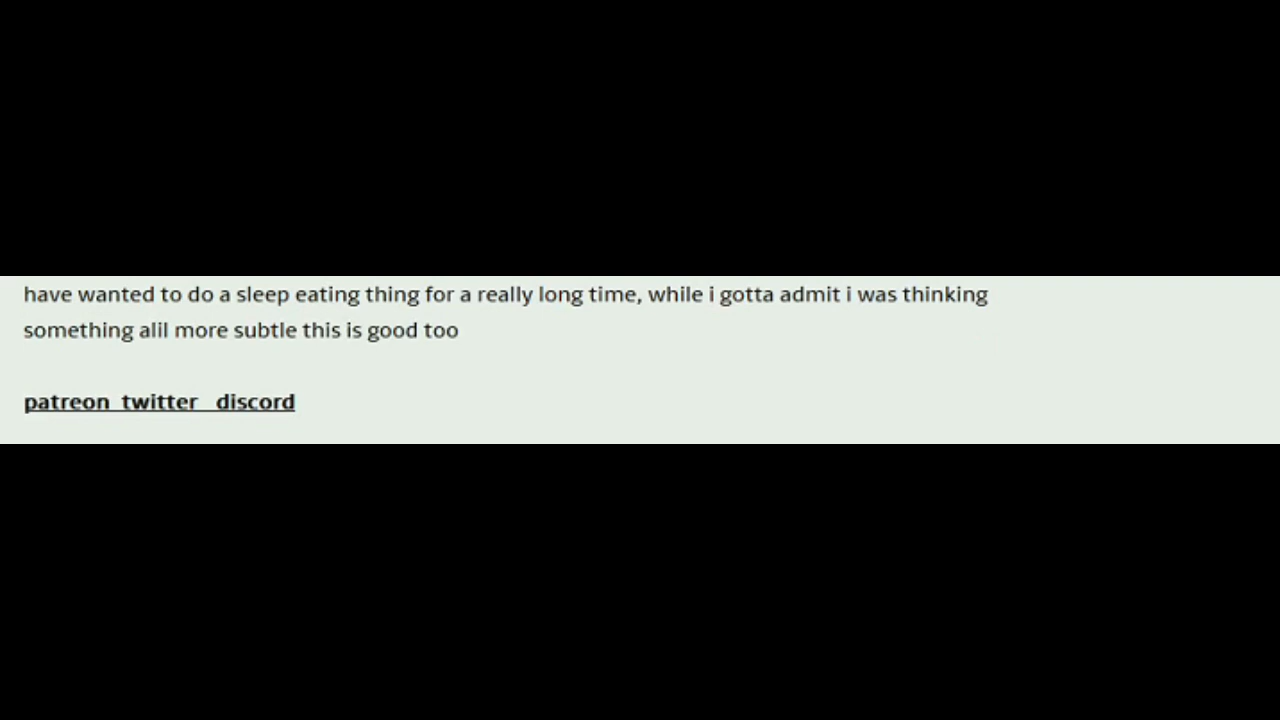 have wanted to do a sleep eating thing for a really long time, while i gotta admit i was thinking
something alil more subtle this is good too
patreon twitter discord